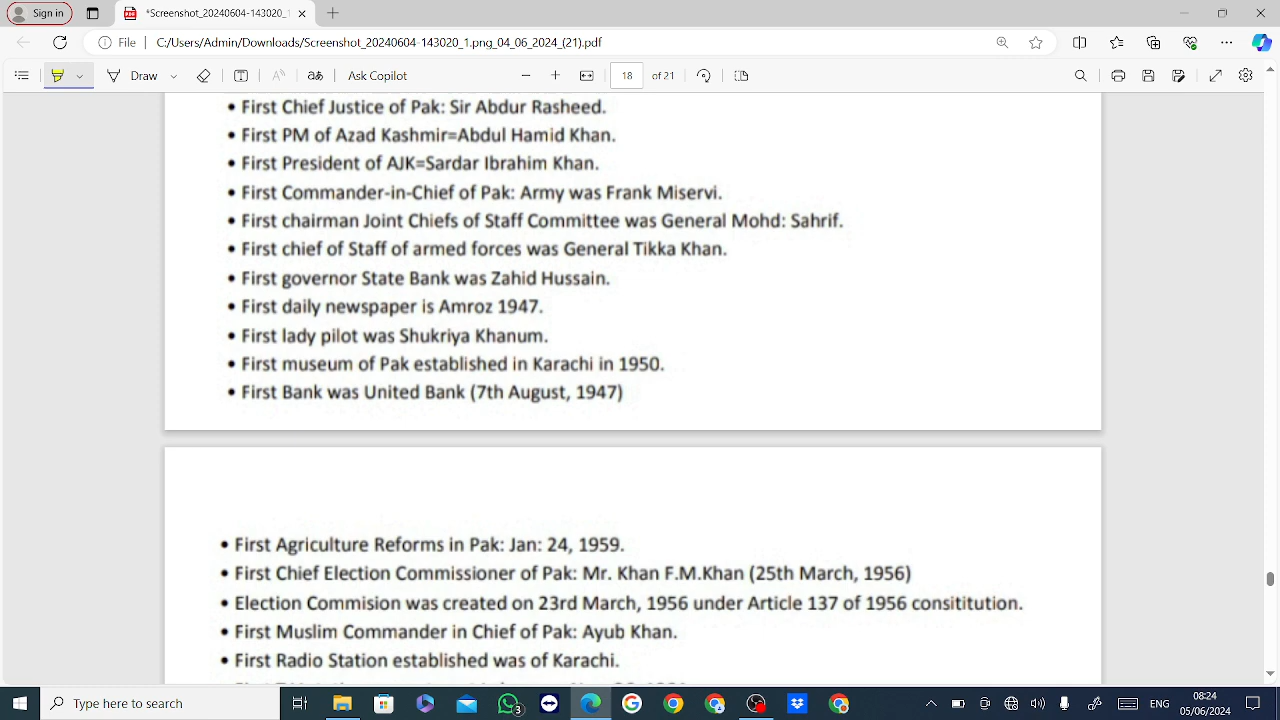 Sign in
*Screenshot_20240604-143020_1
File C:/Users/Admin/Downloads/Screenshot_20240604-143020_1.png_04_06_2024_(21).pdf
Draw Ask Copilot 18 of 21
• First Chief Justice of Pak: Sir Abdur Rasheed.
• First PM of Azad Kashmir=Abdul Hamid Khan.
• First President of AJK=Sardar Ibrahim Khan.
• First Commander-in-Chief of Pak: Army was Frank Miservi.
• First chairman Joint Chiefs of Staff Committee was General Mohd: Sahrif.
• First chief of Staff of armed forces was General Tikka Khan.
• First governor State Bank was Zahid Hussain.
• First daily newspaper is Amroz 1947.
• First lady pilot was Shukriya Khanum.
• First museum of Pak established in Karachi in 1950.
• First Bank was United Bank (7th August, 1947)
• First Agriculture Reforms in Pak: Jan: 24, 1959.
• First Chief Election Commissioner of Pak: Mr. Khan F.M.Khan (25th March, 1956)
• Election Commision was created on 23rd March, 1956 under Article 137 of 1956 consititution.
• First Muslim Commander in Chief of Pak: Ayub Khan.
• First Radio Station established was of Karachi.
Type here to search
ENG
08:24
05/06/2024